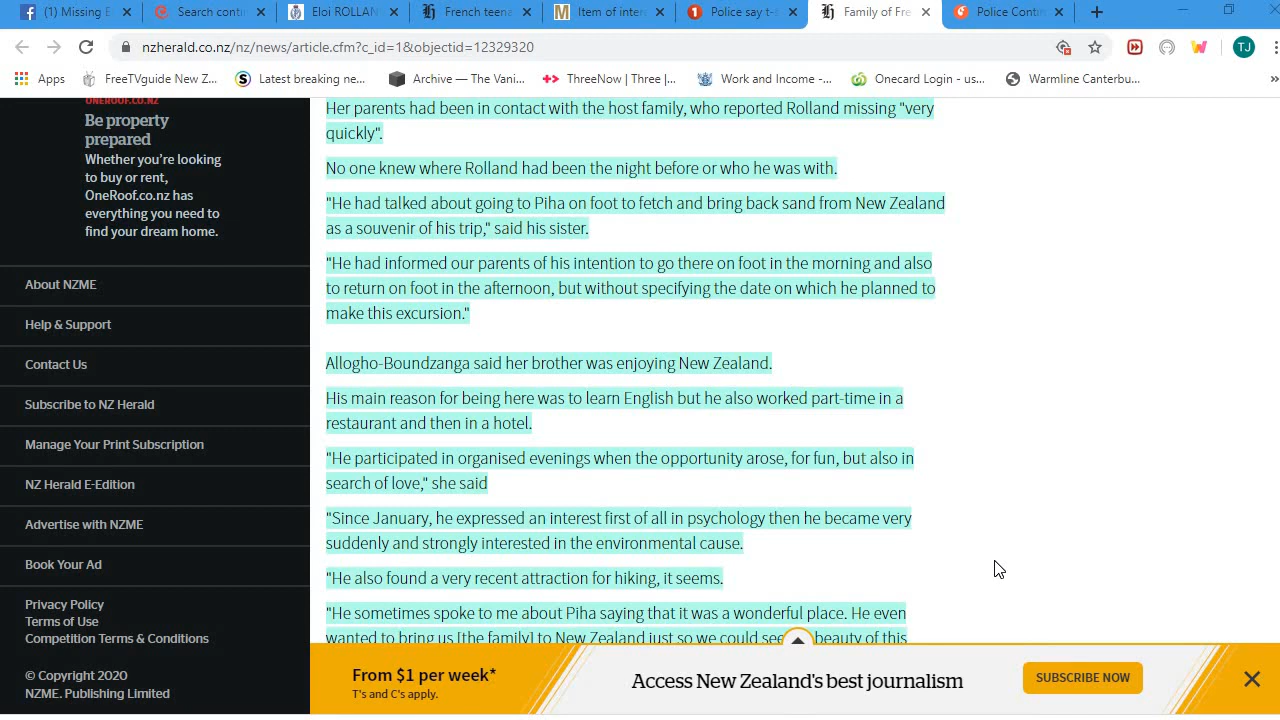 (1) Missing E
Search conti
Eloi ROLLAN
French teena
Item of inter
Police say t-s
Family of Fre
Police Contin
nzherald.co.nz/nz/news/article.cfm?c_id=1&objectid=12329320
TJ
Apps
FreeTVguide New Z...
Latest breaking ne...
Archive — The Vani...
ThreeNow | Three |...
Work and Income -...
Onecard Login - us...
Warmline Canterbu...
ONEROOF.CO.NZ
Be property
prepared
Whether you're looking
to buy or rent,
OneRoof.co.nz has
everything you need to
find your dream home.
About NZME
Help & Support
Contact Us
Subscribe to NZ Herald
Manage Your Print Subscription
NZ Herald E-Edition
Advertise with NZME
Book Your Ad
Privacy Policy
Terms of Use
Competition Terms & Conditions
© Copyright 2020
NZME. Publishing Limited
Her parents had been in contact with the host family, who reported Rolland missing "very
quickly".
No one knew where Rolland had been the night before or who he was with.
"He had talked about going to Piha on foot to fetch and bring back sand from New Zealand
as a souvenir of his trip," said his sister.
"He had informed our parents of his intention to go there on foot in the morning and also
to return on foot in the afternoon, but without specifying the date on which he planned to
make this excursion."
Allogho-Boundzanga said her brother was enjoying New Zealand.
His main reason for being here was to learn English but he also worked part-time in a
restaurant and then in a hotel.
"He participated in organised evenings when the opportunity arose, for fun, but also in
search of love," she said
"Since January, he expressed an interest first of all in psychology then he became very
suddenly and strongly interested in the environmental cause.
"He also found a very recent attraction for hiking, it seems.
"He sometimes spoke to me about Piha saying that it was a wonderful place. He even
wanted to bring us [the family] to New Zealand just so we could see beauty of this
From $1 per week*
T's and C's apply.
Access New Zealand's best journalism
SUBSCRIBE NOW